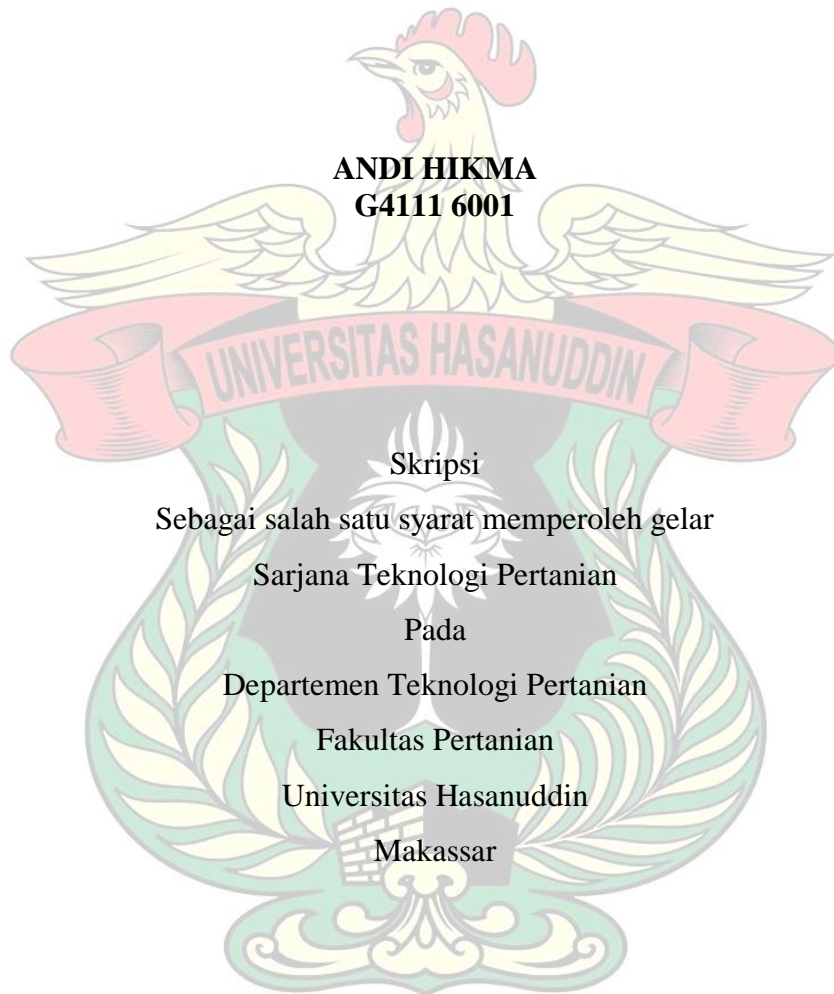 ANDI HIKMA
G4111 6001
UNIVERSITAS HASANUDDIN
Skripsi
Sebagai salah satu syarat memperoleh gelar
Sarjana Teknologi Pertanian
Pada
Departemen Teknologi Pertanian
Fakultas Pertanian
Universitas Hasanuddin
Makassar